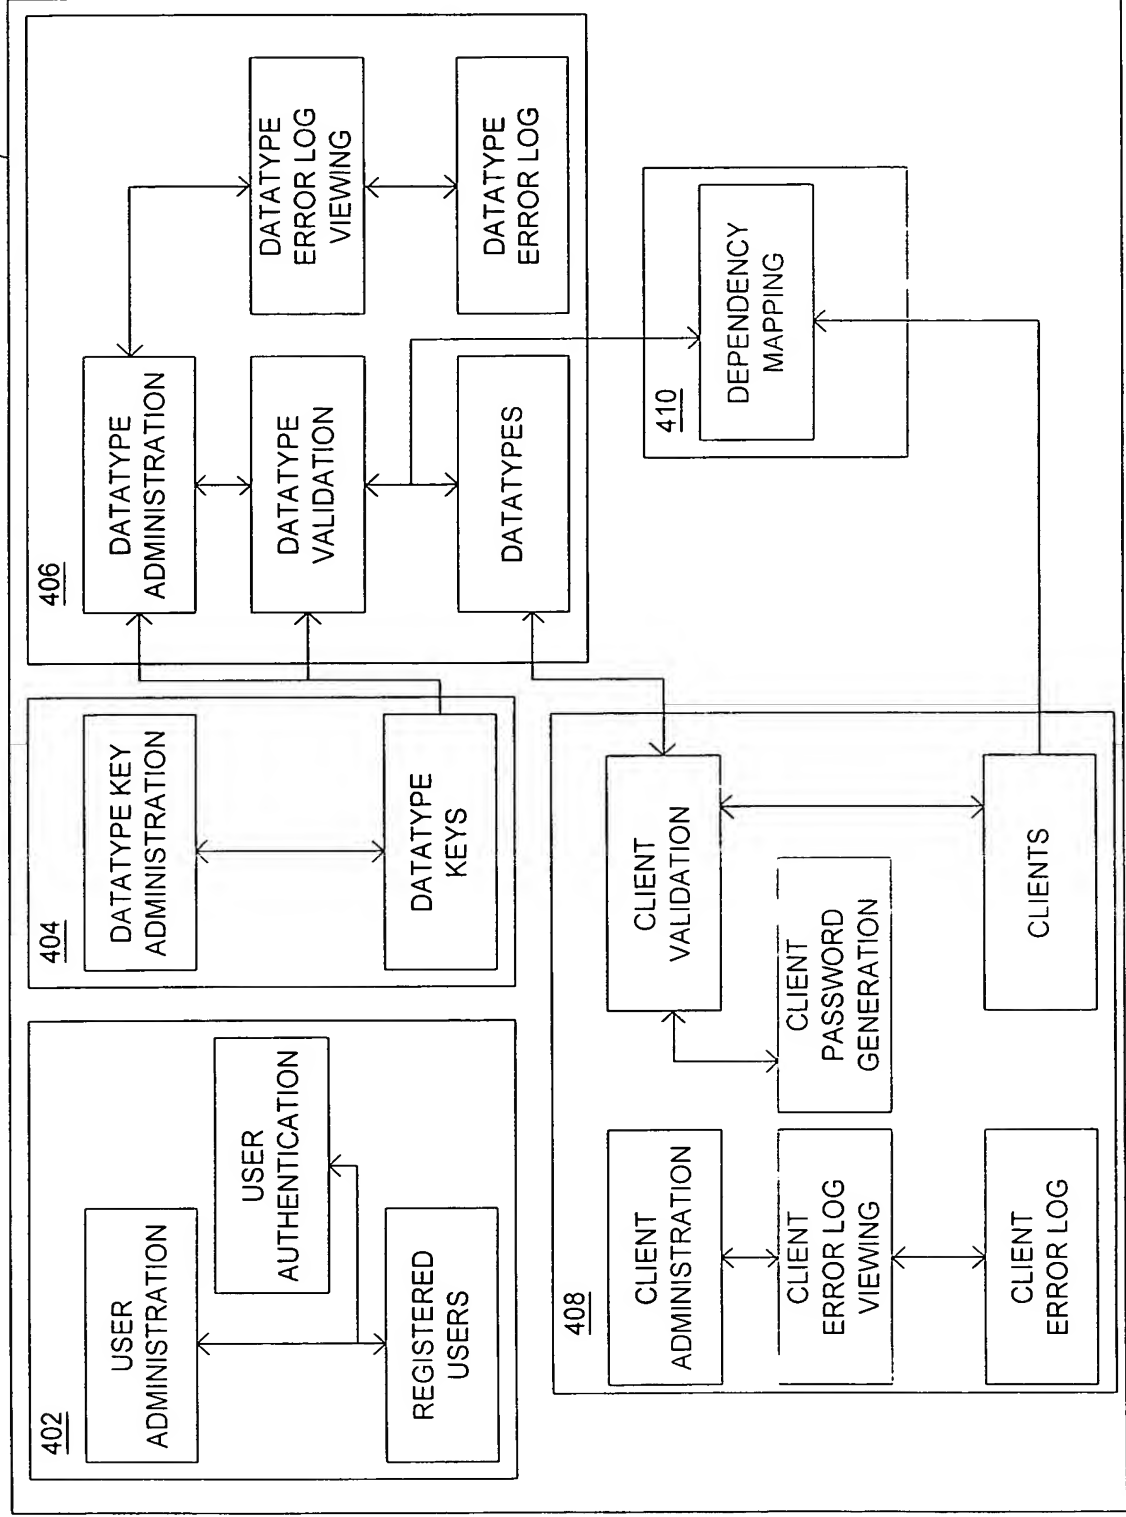 402
USER
ADMINISTRATION
USER
AUTHENTICATION
REGISTERED
USERS
404
DATATYPE KEY
ADMINISTRATION
DATATYPE
KEYS
406
DATATYPE
ADMINISTRATION
DATATYPE
VALIDATION
DATATYPES
DATATYPE
ERROR LOG
VIEWING
DATATYPE
ERROR LOG
408
CLIENT
ADMINISTRATION
CLIENT
ERROR LOG
VIEWING
CLIENT
ERROR LOG
CLIENT
VALIDATION
CLIENT
PASSWORD
GENERATION
CLIENTS
410
DEPENDENCY
MAPPING